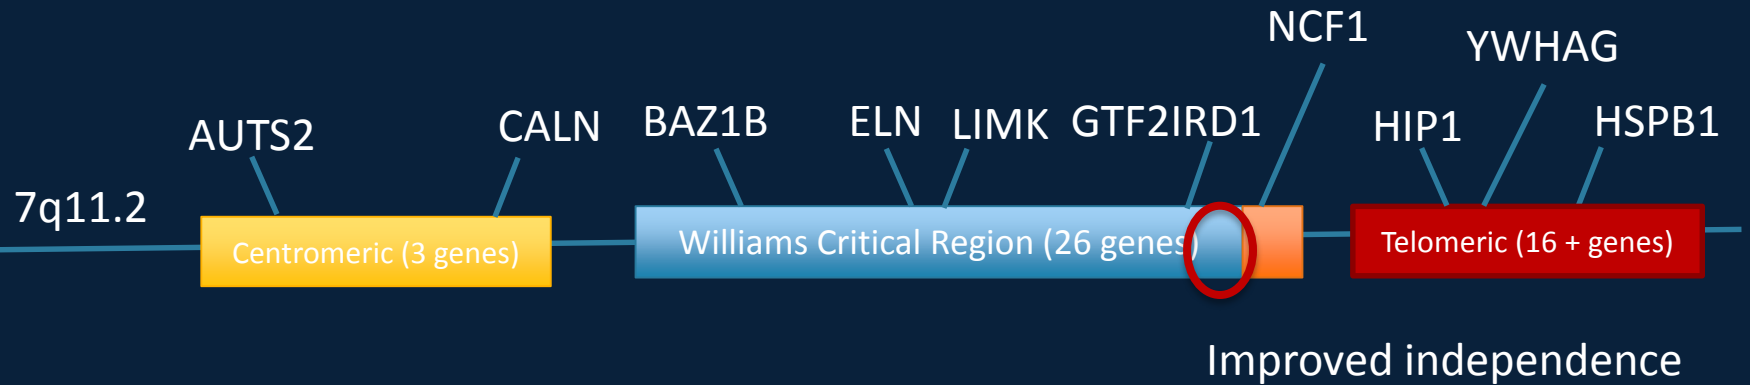 NCF1
YWHAG
AUTS2
CALN
BAZ1B
ELN
LIMK
GTF2IRD1
HIP1
HSPB1
7q11.2
Centromeric (3 genes)
Williams Critical Region (26 genes)
Telomeric (16 + genes)
Improved independence